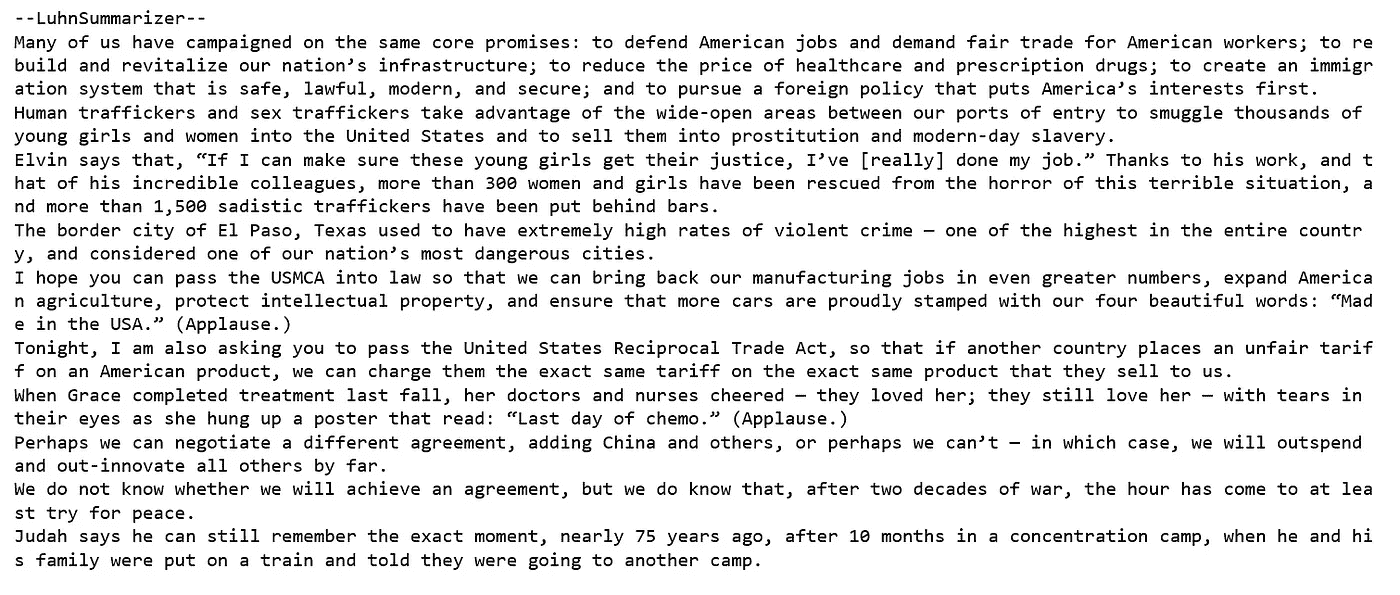 --LuhnSummarizer--
Many of us have campaigned on the same core promises: to defend American jobs and demand fair trade for American workers; to re
build and revitalize our nation’s infrastructure; to reduce the price of healthcare and prescription drugs; to create an immigr
ation system that is safe, lawful, modern, and secure; and to pursue a foreign policy that puts America’s interests first.
Human traffickers and sex traffickers take advantage of the wide-open areas between our ports of entry to smuggle thousands of
young girls and women into the United States and to sell them into prostitution and modern-day slavery.
Elvin says that, “If I can make sure these young girls get their justice, I’ve [really] done my job.” Thanks to his work, and t
hat of his incredible colleagues, more than 300 women and girls have been rescued from the horror of this terrible situation, a
nd more than 1,500 sadistic traffickers have been put behind bars.
The border city of El Paso, Texas used to have extremely high rates of violent crime — one of the highest in the entire countr
y, and considered one of our nation’s most dangerous cities.
I hope you can pass the USMCA into law so that we can bring back our manufacturing jobs in even greater numbers, expand America
n agriculture, protect intellectual property, and ensure that more cars are proudly stamped with our four beautiful words: “Mad
e in the USA.” (Applause.)
Tonight, I am also asking you to pass the United States Reciprocal Trade Act, so that if another country places an unfair tarif
f on an American product, we can charge them the exact same tariff on the exact same product that they sell to us.
When Grace completed treatment last fall, her doctors and nurses cheered — they loved her; they still love her — with tears in
their eyes as she hung up a poster that read: “Last day of chemo.” (Applause.)
Perhaps we can negotiate a different agreement, adding China and others, or perhaps we can’t — in which case, we will outspend
and out-innovate all others by far.
We do not know whether we will achieve an agreement, but we do know that, after two decades of war, the hour has come to at lea
st try for peace.
Judah says he can still remember the exact moment, nearly 75 years ago, after 10 months in a concentration camp, when he and hi
s family were put on a train and told they were going to another camp.